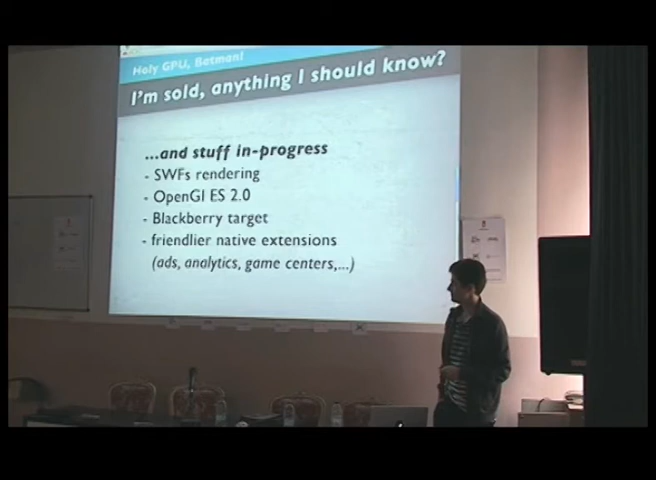 Holy GPU, Batman!
I'm sold, anything I should know?
...and stuff in-progress
- SWFs rendering
- OpenGl ES 2.0
- Blackberry target
- friendlier native extensions
(ads, analytics, game centers,...)